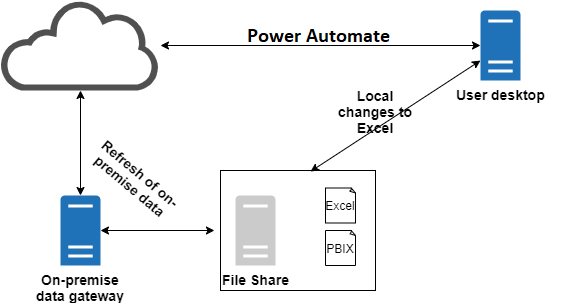 Power Automate
User desktop
Local
changes to
Excel
Refresh of on-
premise data
Excel
PBIX
On-premise
data gateway
File Share